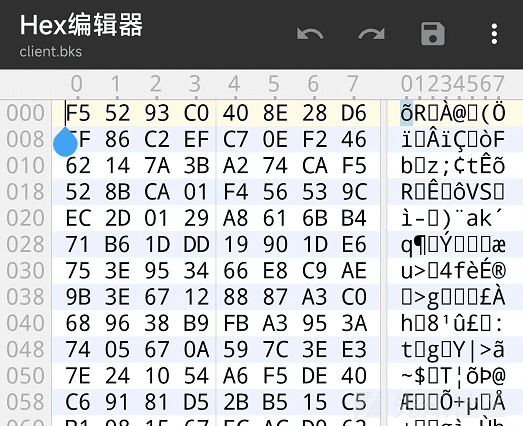 Hex编辑器
client.bks
0 1 2 3 4 5 6 7 01234567
000 F5 52 93 C0 40 8E 28 D6 õR▯À@▯(Ö
008 EF 86 C2 EF C7 0E F2 46 ï▯ÂïÇ▯òF
010 62 14 7A 3B A2 74 CA F5 b▯z;¢tÊõ
018 52 8B CA 01 F4 56 53 9C R▯Ê▯ôVS▯
020 EC 2D 01 29 A8 61 6B B4 ì-▯)¨ak´
028 71 B6 1D DD 19 90 1D E6 q¶▯Ý▯▯▯æ
030 75 3E 95 34 66 E8 C9 AE u>▯4fèÉ®
038 9B 3E 67 12 88 87 A3 C0 ▯>g▯▯▯£À
040 68 96 38 B9 FB A3 95 3A h▯8¹û£▯:
048 74 05 67 0A 59 7C 3E E3 t▯g▯Y|>ã
050 7E 24 10 54 A6 F5 DE 40 ~$▯T¦õÞ@
058 C6 91 81 D5 2B B5 15 C5 Æ▯▯Õ+µ▯Å